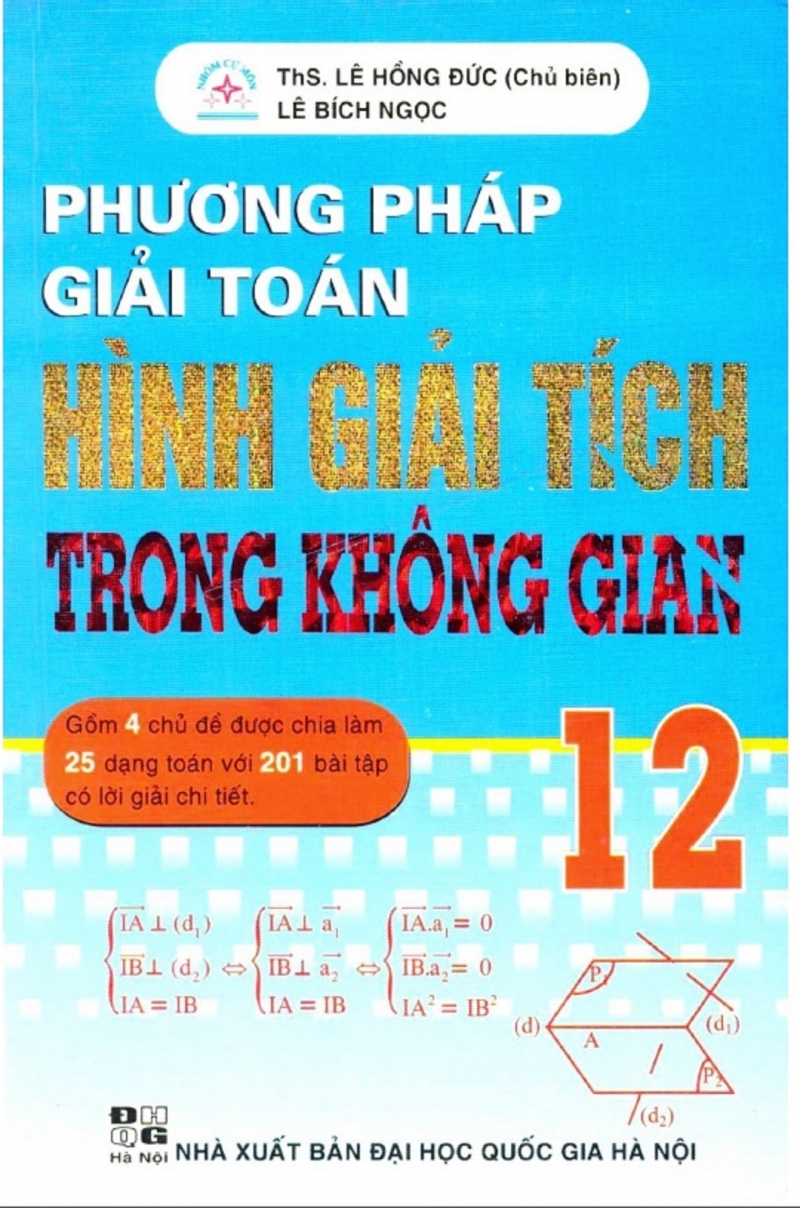 NHÓM CỰ MÔN
ThS. LÊ HỒNG ĐỨC (Chủ biên)
LÊ BÍCH NGỌC
PHƯƠNG PHÁP
GIẢI TOÁN
HÌNH GIẢI TÍCH
TRONG KHÔNG GIAN
Gồm 4 chủ đề được chia làm
25 dạng toán với 201 bài tập
có lời giải chi tiết.
12
IA ⊥ (d₁) IA ⊥ a₁ IA.a₁ = 0
IB ⊥ (d₂) ⇔ IB ⊥ a₂ ⇔ IB.a₂ = 0
IA = IB IA = IB IA² = IB²
P₁
(d) A (d₁)
P₂
(d₂)
ĐH
QG
Hà Nội NHÀ XUẤT BẢN ĐẠI HỌC QUỐC GIA HÀ NỘI